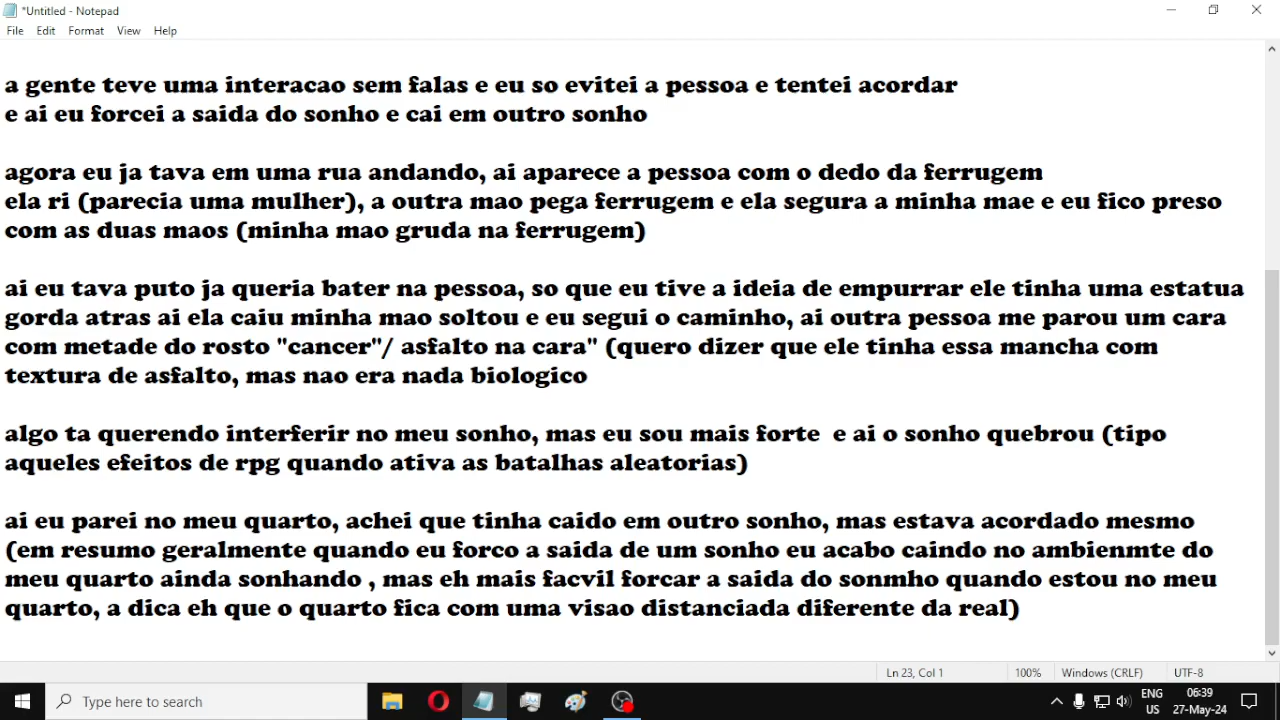 *Untitled - Notepad
File Edit Format View Help
a gente teve uma interacao sem falas e eu so evitei a pessoa e tentei acordar
e ai eu forcei a saida do sonho e cai em outro sonho
agora eu ja tava em uma rua andando, ai aparece a pessoa com o dedo da ferrugem
ela ri (parecia uma mulher), a outra mao pega ferrugem e ela segura a minha mae e eu fico preso
com as duas maos (minha mao gruda na ferrugem)
ai eu tava puto ja queria bater na pessoa, so que eu tive a ideia de empurrar ele tinha uma estatua
gorda atras ai ela caiu minha mao soltou e eu segui o caminho, ai outra pessoa me parou um cara
com metade do rosto "cancer"/ asfalto na cara" (quero dizer que ele tinha essa mancha com
textura de asfalto, mas nao era nada biologico
algo ta querendo interferir no meu sonho, mas eu sou mais forte  e ai o sonho quebrou (tipo
aqueles efeitos de rpg quando ativa as batalhas aleatorias)
ai eu parei no meu quarto, achei que tinha caido em outro sonho, mas estava acordado mesmo
(em resumo geralmente quando eu forco a saida de um sonho eu acabo caindo no ambienmte do
meu quarto ainda sonhando , mas eh mais facvil forcar a saida do sonmho quando estou no meu
quarto, a dica eh que o quarto fica com uma visao distanciada diferente da real)
Ln 23, Col 1 100% Windows (CRLF) UTF-8
Type here to search
ENG 06:39
US 27-May-24